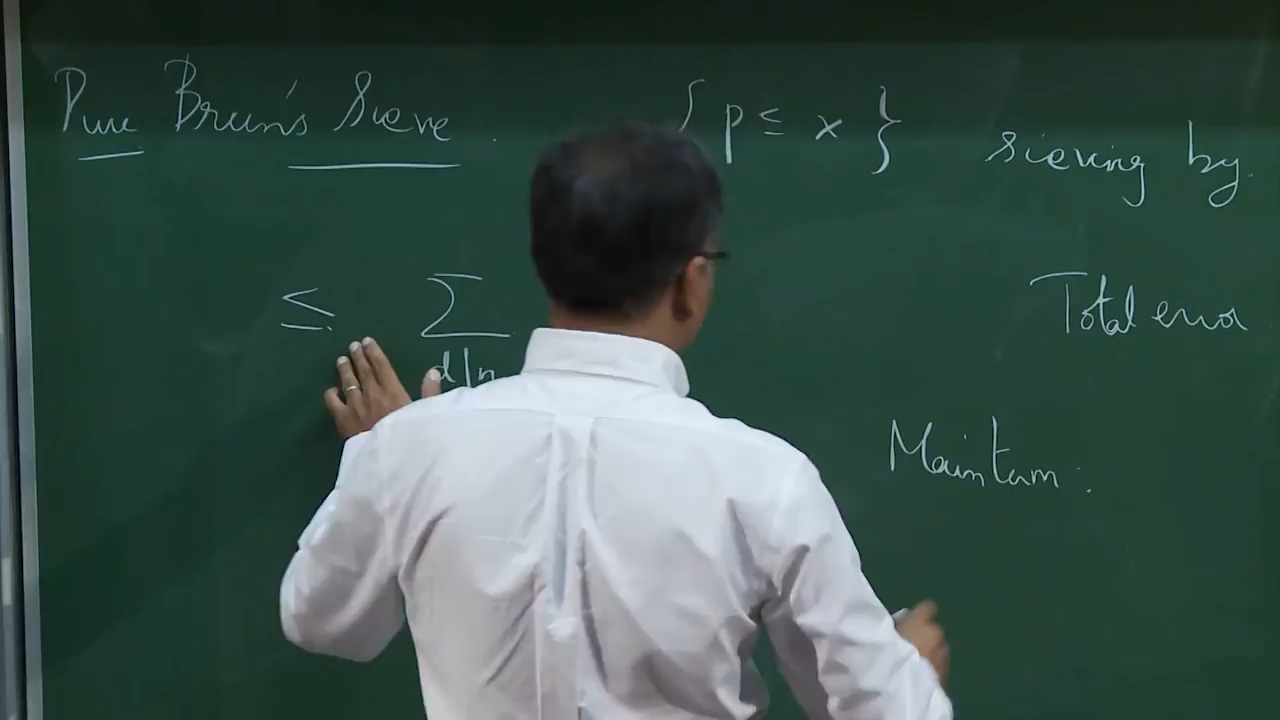 Pure Brun's Sieve. { p ≤ x } sieving by.
≤ Σ Total error
d|n
Main term: